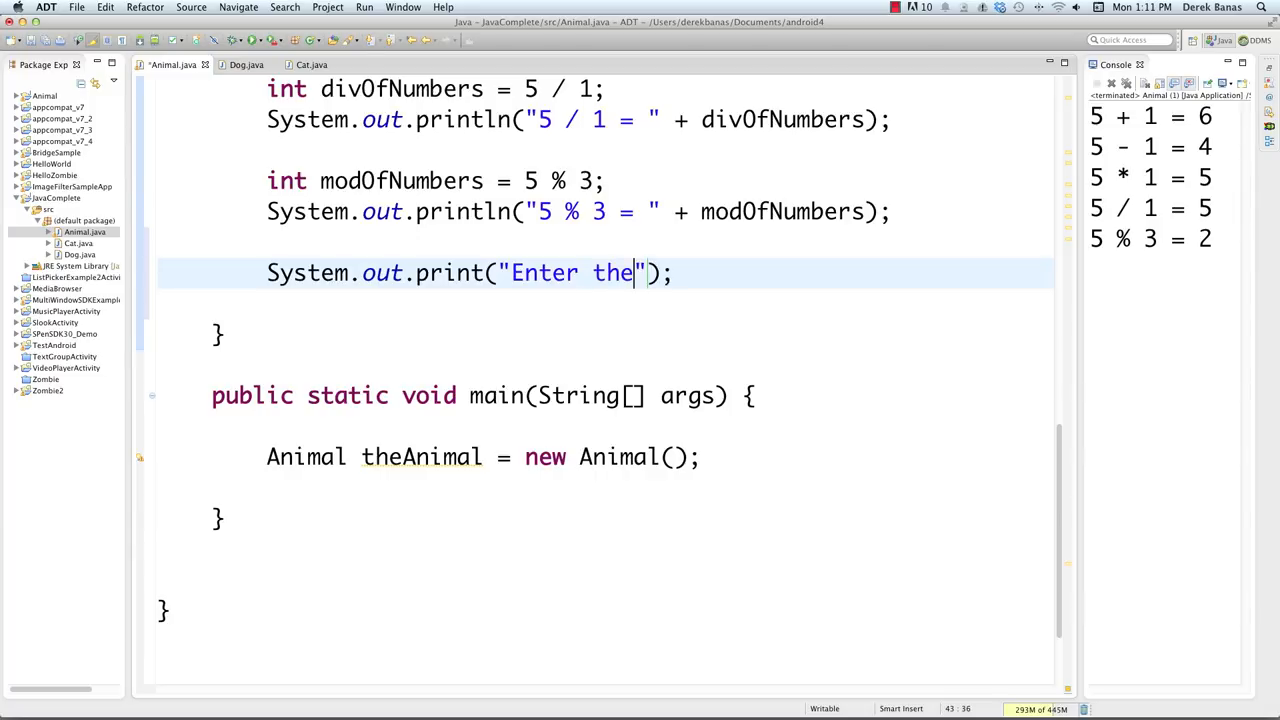 ADT File Edit Refactor Source Navigate Search Project Run Window Help
10 Mon 1:11 PM Derek Banas
Java - JavaComplete/src/Animal.java - ADT - /Users/derekbanas/Documents/android4
Quick Access Java DDMS
Package Exp
*Animal.java Dog.java Cat.java
Console
<terminated> Animal (1) [Java Application] /S
Animal
appcompat_v7
appcompat_v7_2
appcompat_v7_3
appcompat_v7_4
BridgeSample
HelloWorld
HelloZombie
ImageFilterSampleApp
JavaComplete
src
(default package)
Animal.java
Cat.java
Dog.java
JRE System Library [Ja
ListPickerExample2Activi
MediaBrowser
MultiWindowSDKExample
MusicPlayerActivity
SlookActivity
SPenSDK30_Demo
TestAndroid
TextGroupActivity
VideoPlayerActivity
Zombie
Zombie2
int divOfNumbers = 5 / 1;
System.out.println("5 / 1 = " + divOfNumbers);
int modOfNumbers = 5 % 3;
System.out.println("5 % 3 = " + modOfNumbers);
System.out.print("Enter the");
}
public static void main(String[] args) {
Animal theAnimal = new Animal();
}
}
5 + 1 = 6
5 - 1 = 4
5 * 1 = 5
5 / 1 = 5
5 % 3 = 2
Writable Smart Insert 43 : 36 293M of 445M